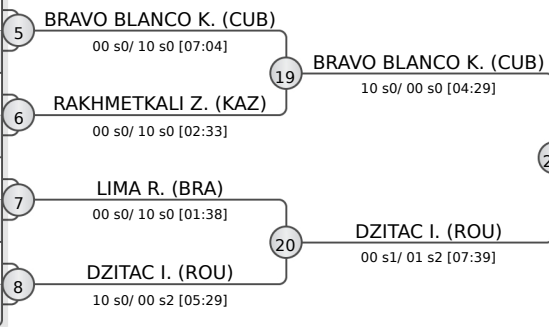 5
BRAVO BLANCO K. (CUB)
00 s0/ 10 s0 [07:04]
19
BRAVO BLANCO K. (CUB)
10 s0/ 00 s0 [04:29]
6
RAKHMETKALI Z. (KAZ)
00 s0/ 10 s0 [02:33]
7
LIMA R. (BRA)
00 s0/ 10 s0 [01:38]
20
DZITAC I. (ROU)
00 s1/ 01 s2 [07:39]
8
DZITAC I. (ROU)
10 s0/ 00 s2 [05:29]